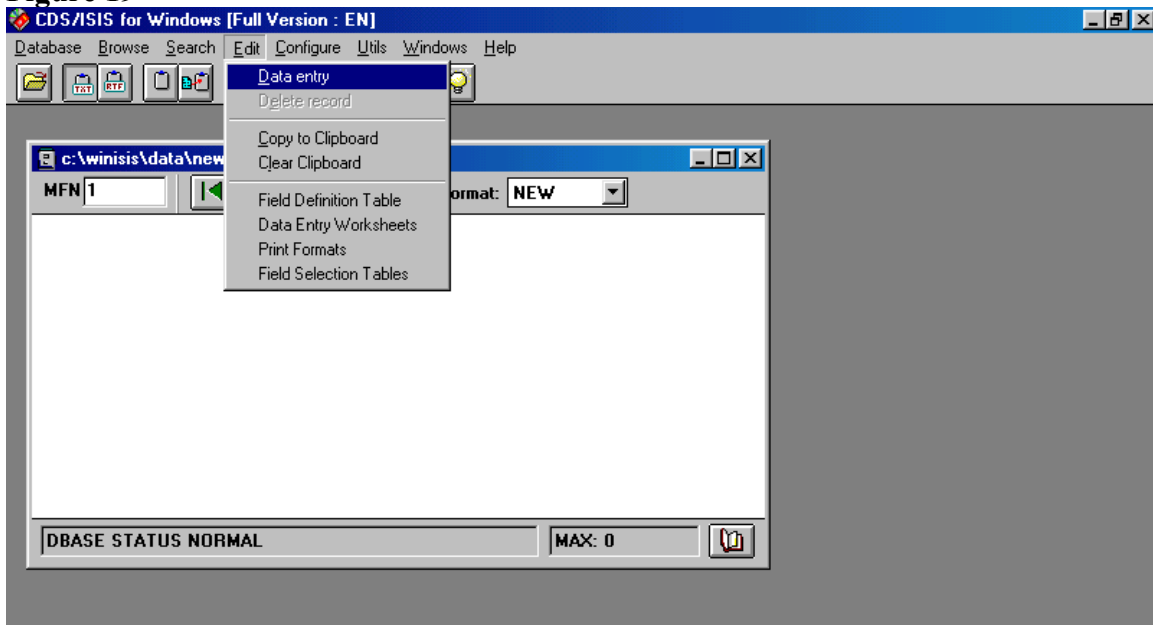 CDS/ISIS for Windows [Full Version : EN]
Database Browse Search Edit Configure Utils Windows Help
TXT RTF
Data entry
Delete record
Copy to Clipboard
Clear Clipboard
Field Definition Table
Data Entry Worksheets
Print Formats
Field Selection Tables
c:\winisis\data\new
MFN 1 ormat: NEW
DBASE STATUS NORMAL MAX: 0